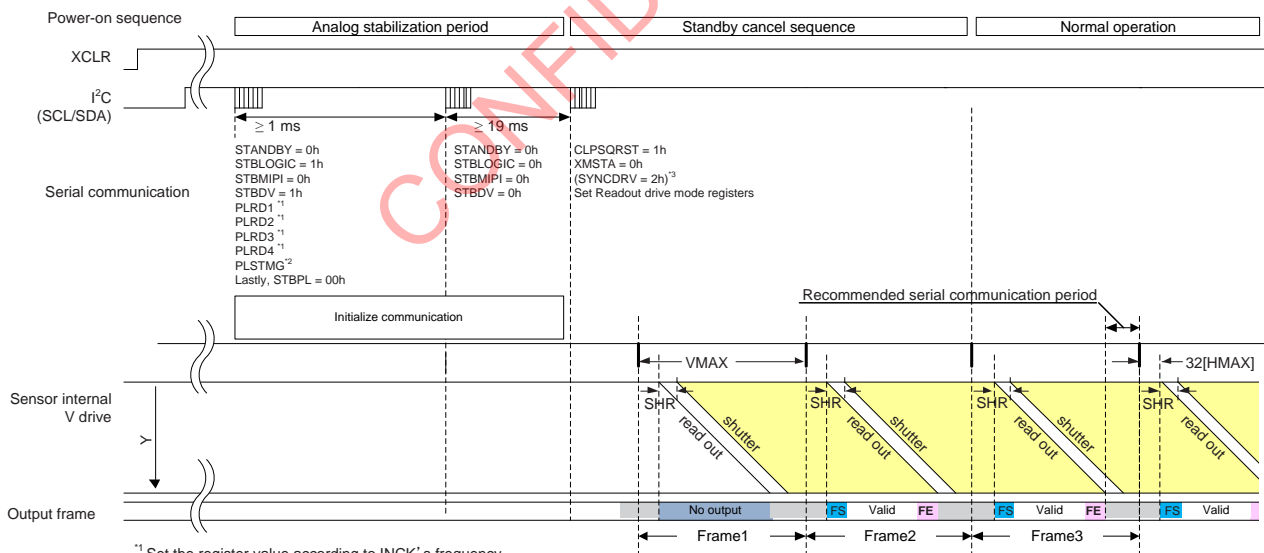 Power-on sequence
Analog stabilization period
Standby cancel sequence
Normal operation
XCLR
I²C
(SCL/SDA)
≥ 1 ms
≥ 19 ms
Serial communication
STANDBY = 0h
STBLOGIC = 1h
STBMIPI = 0h
STBDV = 1h
PLRD1 *1
PLRD2 *1
PLRD3 *1
PLRD4 *1
PLSTMG*2
Lastly, STBPL = 00h
STANDBY = 0h
STBLOGIC = 0h
STBMIPI = 0h
STBDV = 0h
CLPSQRST = 1h
XMSTA = 0h
(SYNCDRV = 2h)*3
Set Readout drive mode registers
CONFID
Initialize communication
Recommended serial communication period
VMAX
32[HMAX]
Sensor internal
V drive
Y
SHR
read out
shutter
SHR
read out
shutter
SHR
read out
shutter
SHR
read out
Output frame
No output
FS
Valid
FE
FS
Valid
FE
FS
Valid
Frame1
Frame2
Frame3